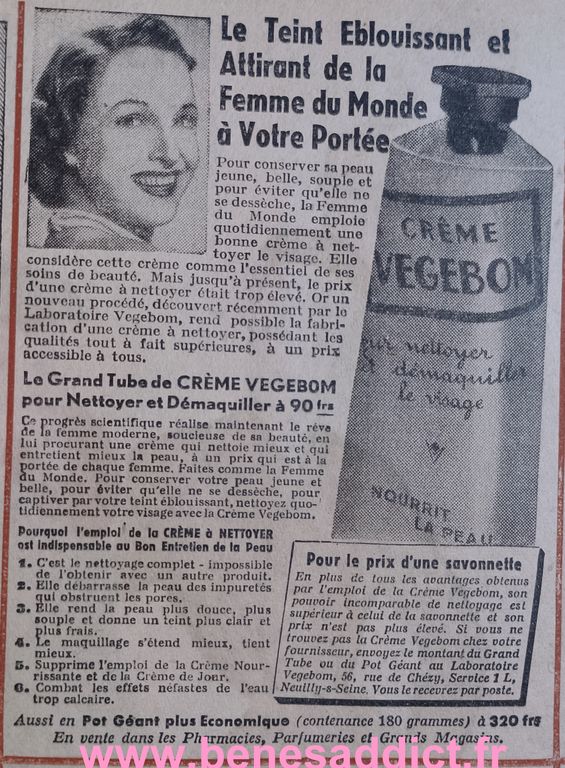 Le Teint Eblouissant et
Attirant de la
Femme du Monde
à Votre Portée
Pour conserver sa peau
jeune, belle, souple et
pour éviter qu'elle ne
se dessèche, la Femme
du Monde emploie
quotidiennement une
bonne crème à net-
toyer le visage. Elle
considère cette crème comme l'essentiel de ses
soins de beauté. Mais jusqu'à présent, le prix
d'une crème à nettoyer était trop élevé. Or un
nouveau procédé, découvert récemment par le
Laboratoire Vegebom, rend possible la fabri-
cation d'une crème à nettoyer, possédant les
qualités tout à fait supérieures, à un prix
accessible à tous.
Le Grand Tube de CRÈME VEGEBOM
pour Nettoyer et Démaquiller à 90 frs
Ce progrès scientifique réalise maintenant le rêve
de la femme moderne, soucieuse de sa beauté, en
lui procurant une crème qui nettoie mieux et qui
entretient mieux la peau, à un prix qui est à la
portée de chaque femme. Faites comme la Femme
du Monde. Pour conserver votre peau jeune et
belle, pour éviter qu'elle ne se dessèche, pour
captiver par votre teint éblouissant, nettoyez quo-
tidiennement votre visage avec la Crème Vegebom.
Pourquoi l'emploi de la CRÈME à NETTOYER
est indispensable au Bon Entretien de la Peau
1. C'est le nettoyage complet - impossible
de l'obtenir avec un autre produit.
2. Elle débarrasse la peau des impuretés
qui obstruent les pores.
3. Elle rend la peau plus douce, plus
souple et donne un teint plus clair et
plus frais.
4. Le maquillage s'étend mieux, tient
mieux.
5. Supprime l'emploi de la Crème Nour-
rissante et de la Crème de Jour.
6. Combat les effets néfastes de l'eau
trop calcaire.
CRÈME
VEGEBOM
pour nettoyer
et démaquiller
le visage
NOURRIT
LA PEAU
Pour le prix d'une savonnette
En plus de tous les avantages obtenus
par l'emploi de la Crème Vegebom, son
pouvoir incomparable de nettoyage est
supérieur à celui de la savonnette et
son prix n'est pas plus élevé. Si vous ne
trouvez pas la Crème Vegebom chez votre
fournisseur, envoyez le montant du Grand
Tube ou du Pot Géant au Laboratoire
Vegebom, 56, rue de Chézy, Service 1 L,
Neuilly-s-Seine. Vous le recevrez par poste.
Aussi en Pot Géant plus Economique (contenance 180 grammes) à 320 frs
En vente dans les Pharmacies, Parfumeries et Grands Magasins.
www.benesaddict.fr